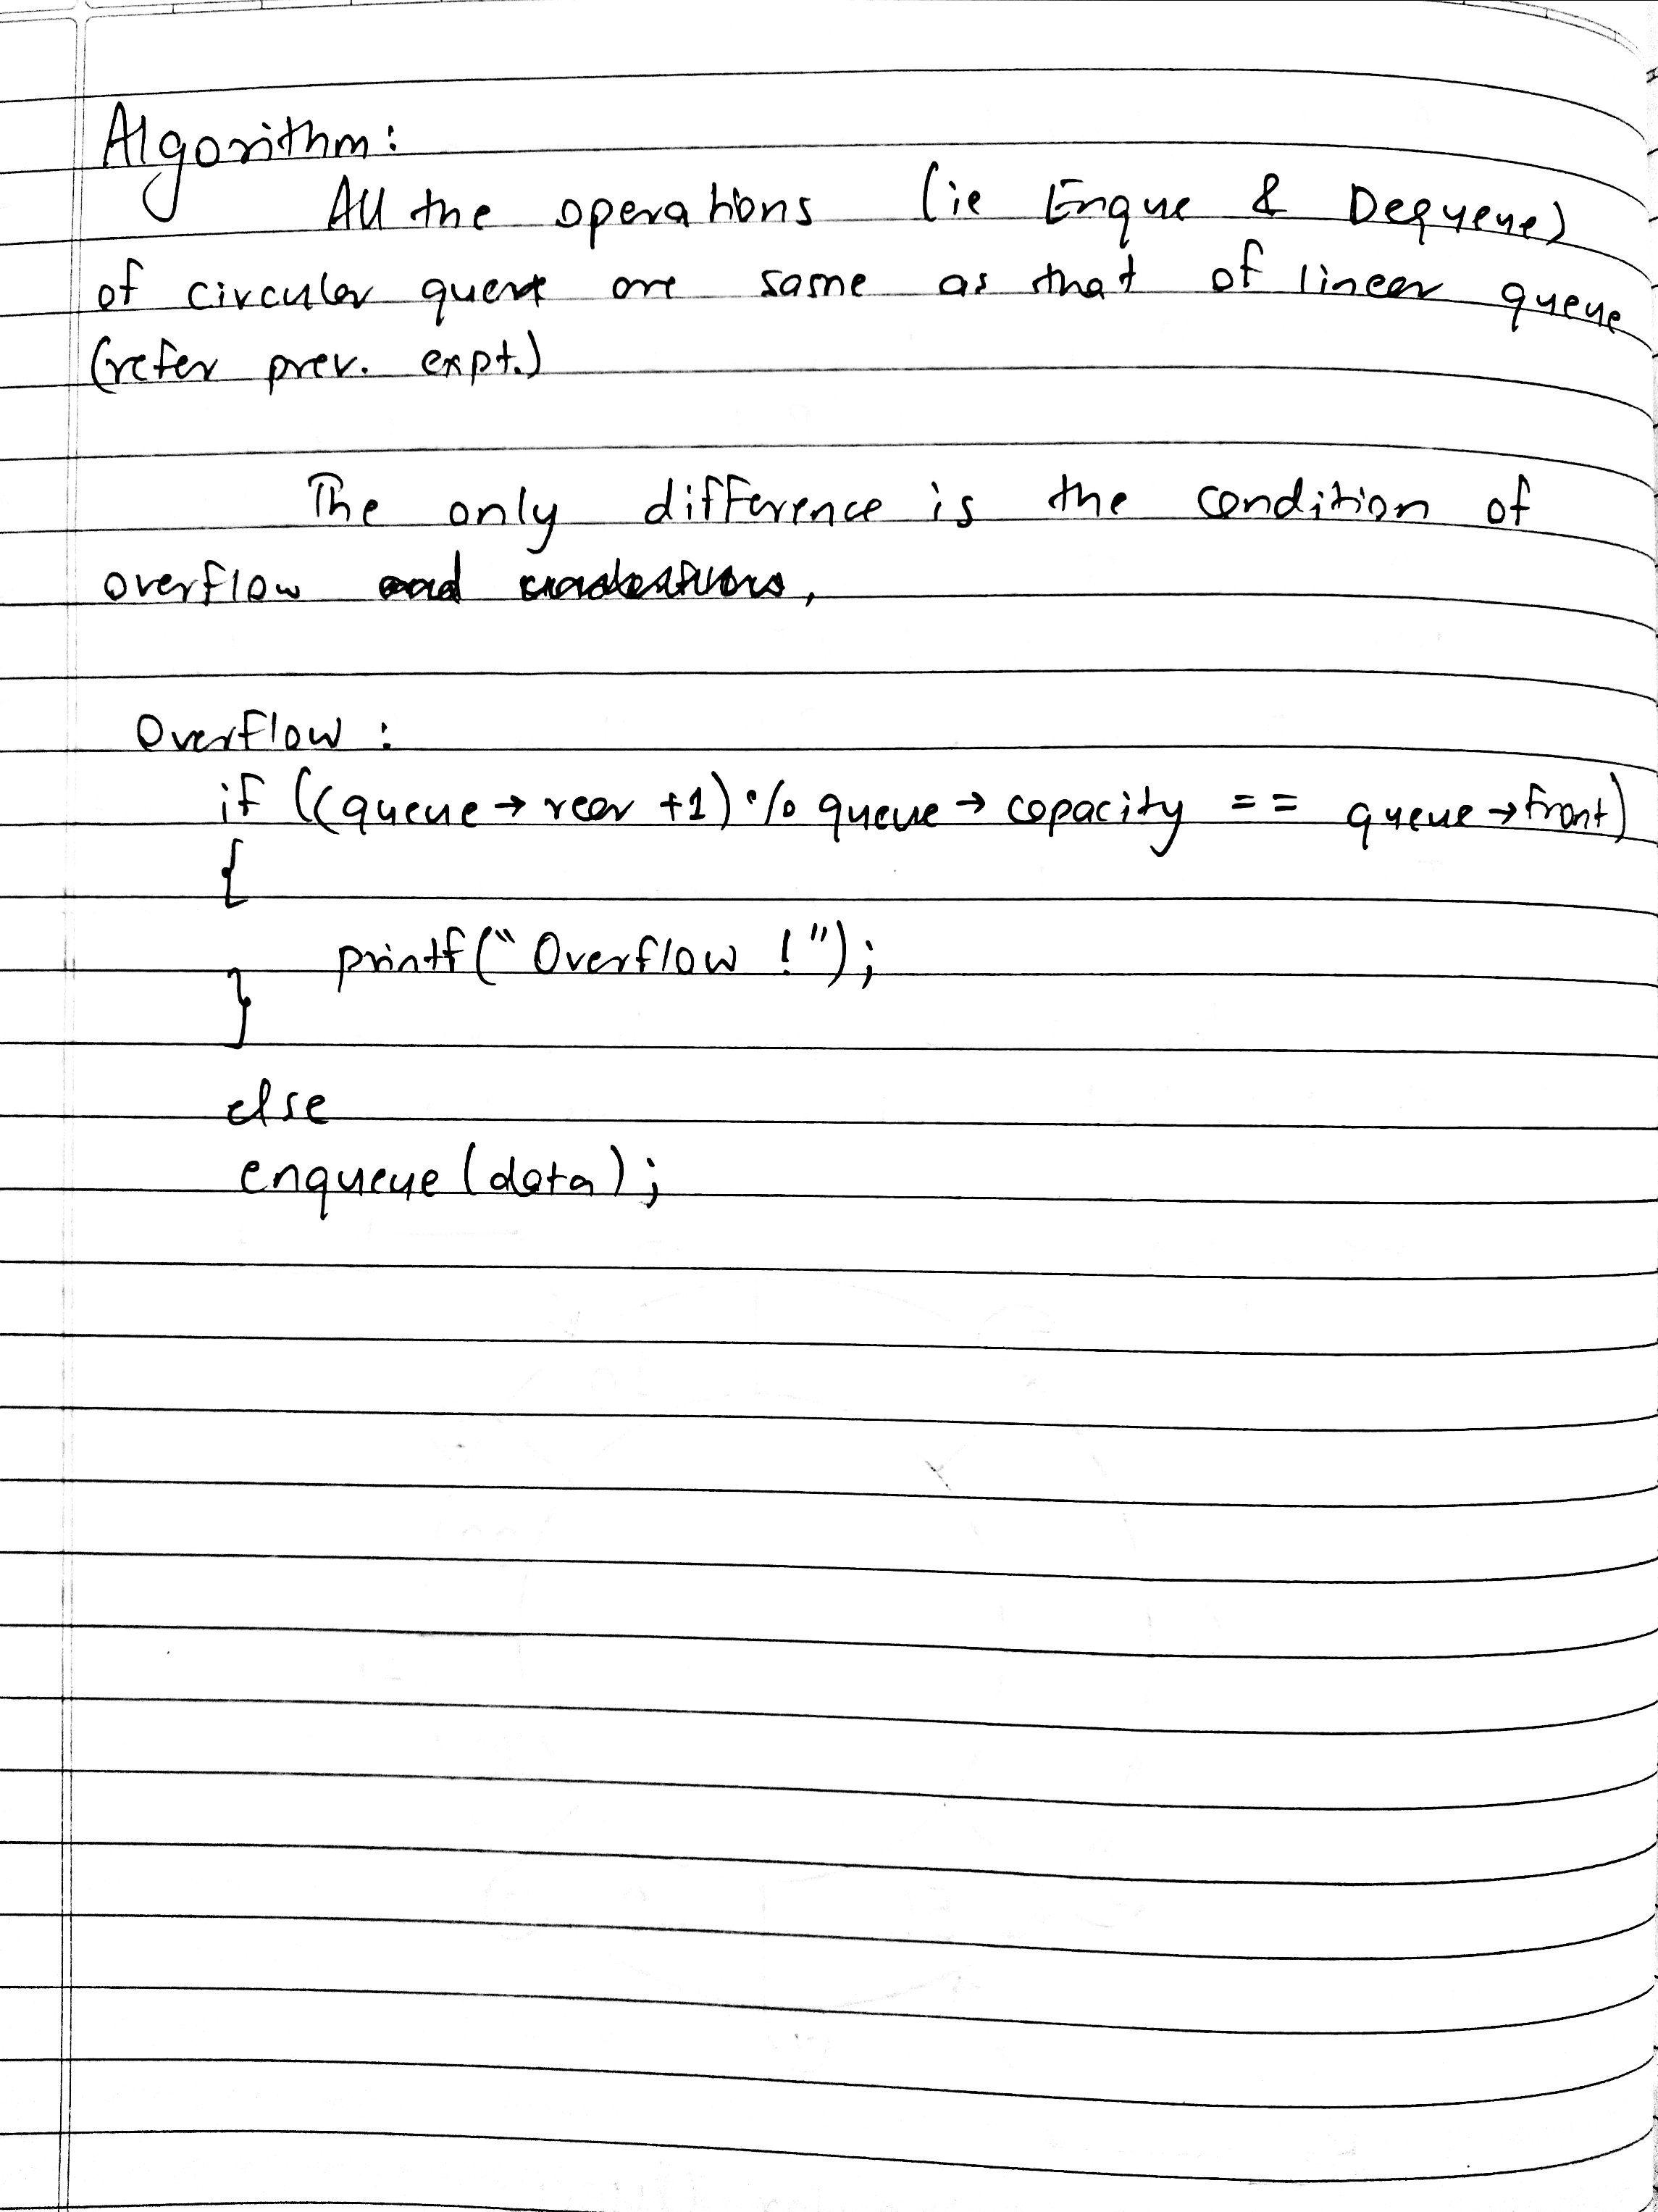 Algorithm:
All the operations (ie Enque & Dequeue)
of circular queue are same as that of linear queue
(refer prev. expt.)
The only difference is the condition of
overflow ,
Overflow :
if ((queue → rear +1) % queue → capacity == queue → front)
{
printf("Overflow !");
}
else
enqueue (data);